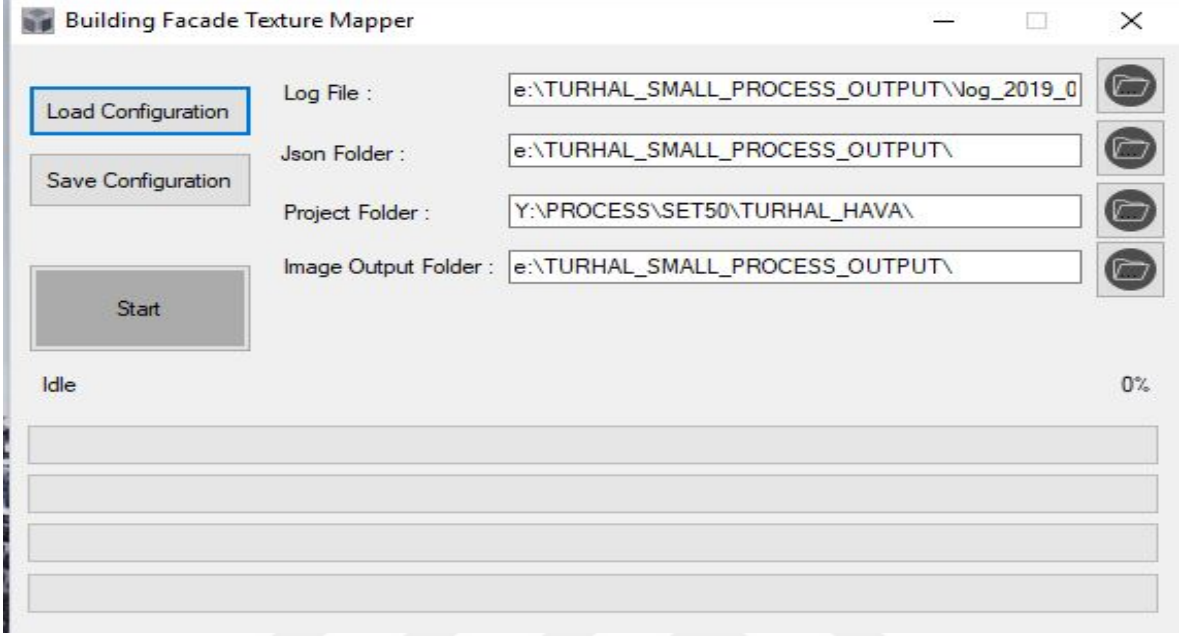 Building Facade Texture Mapper
Load Configuration
Log File :
e:\TURHAL_SMALL_PROCESS_OUTPUT\\log_2019_0
Json Folder :
e:\TURHAL_SMALL_PROCESS_OUTPUT\
Save Configuration
Project Folder :
Y:\PROCESS\SET50\TURHAL_HAVA\
Image Output Folder :
e:\TURHAL_SMALL_PROCESS_OUTPUT\
Start
Idle
0%